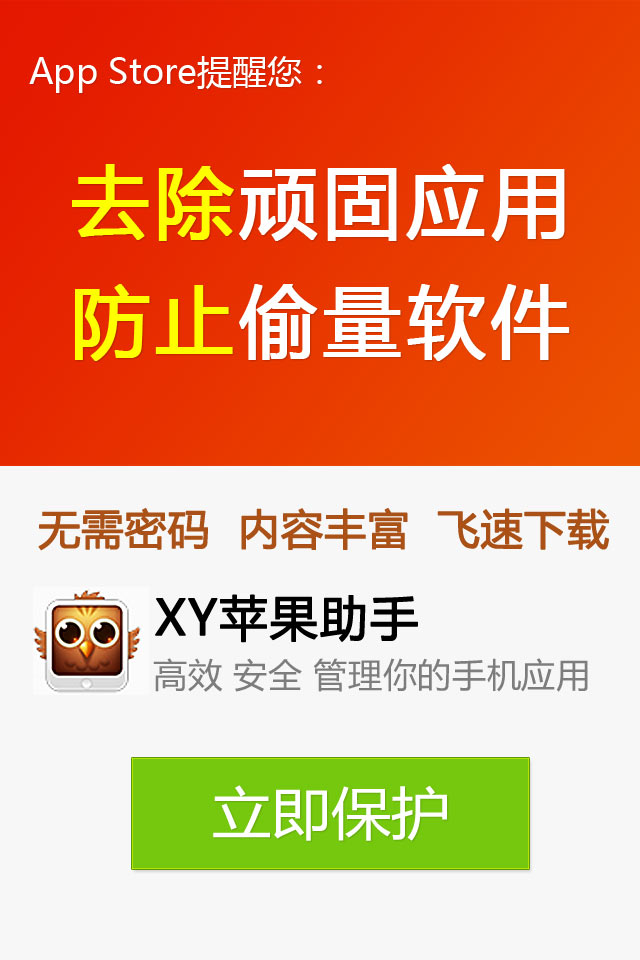 App Store提醒您：
去除顽固应用
防止偷量软件
无需密码 内容丰富 飞速下载
XY苹果助手
高效 安全 管理你的手机应用
立即保护